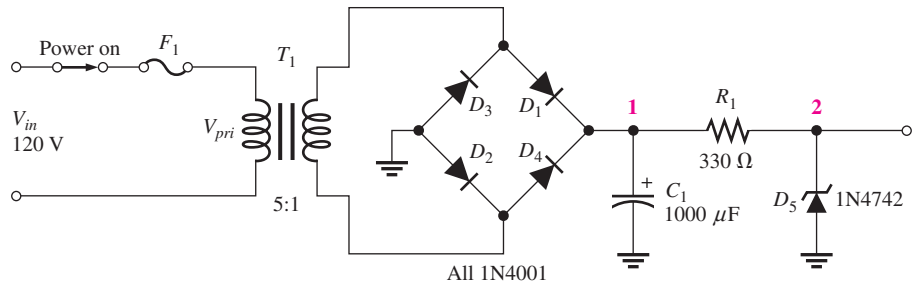 Power on
F1
T1
Vin
120 V
Vpri
5:1
D3
D1
D2
D4
All 1N4001
1
R1
330 Ω
2
+
C1
1000 μF
D5
1N4742